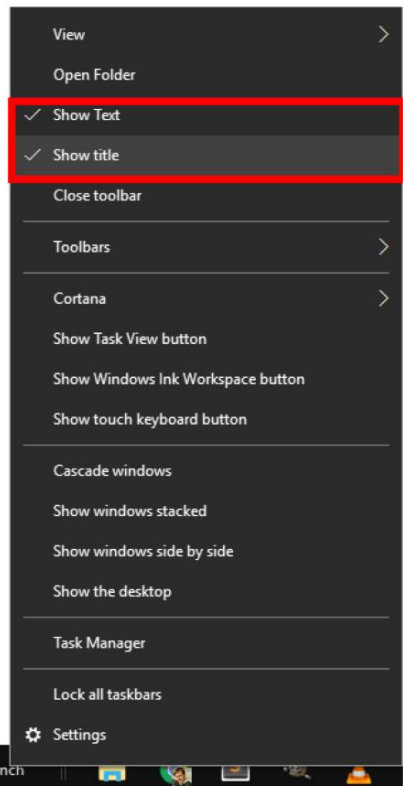 View
Open Folder
Show Text
Show title
Close toolbar
Toolbars
Cortana
Show Task View button
Show Windows Ink Workspace button
Show touch keyboard button
Cascade windows
Show windows stacked
Show windows side by side
Show the desktop
Task Manager
Lock all taskbars
Settings
nch